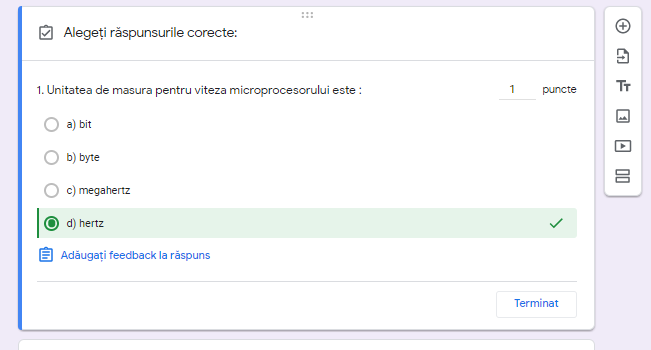 Alegeți răspunsurile corecte:
1. Unitatea de masura pentru viteza microprocesorului este :
1 puncte
a) bit
b) byte
c) megahertz
d) hertz
Adăugați feedback la răspuns
Terminat
Tт